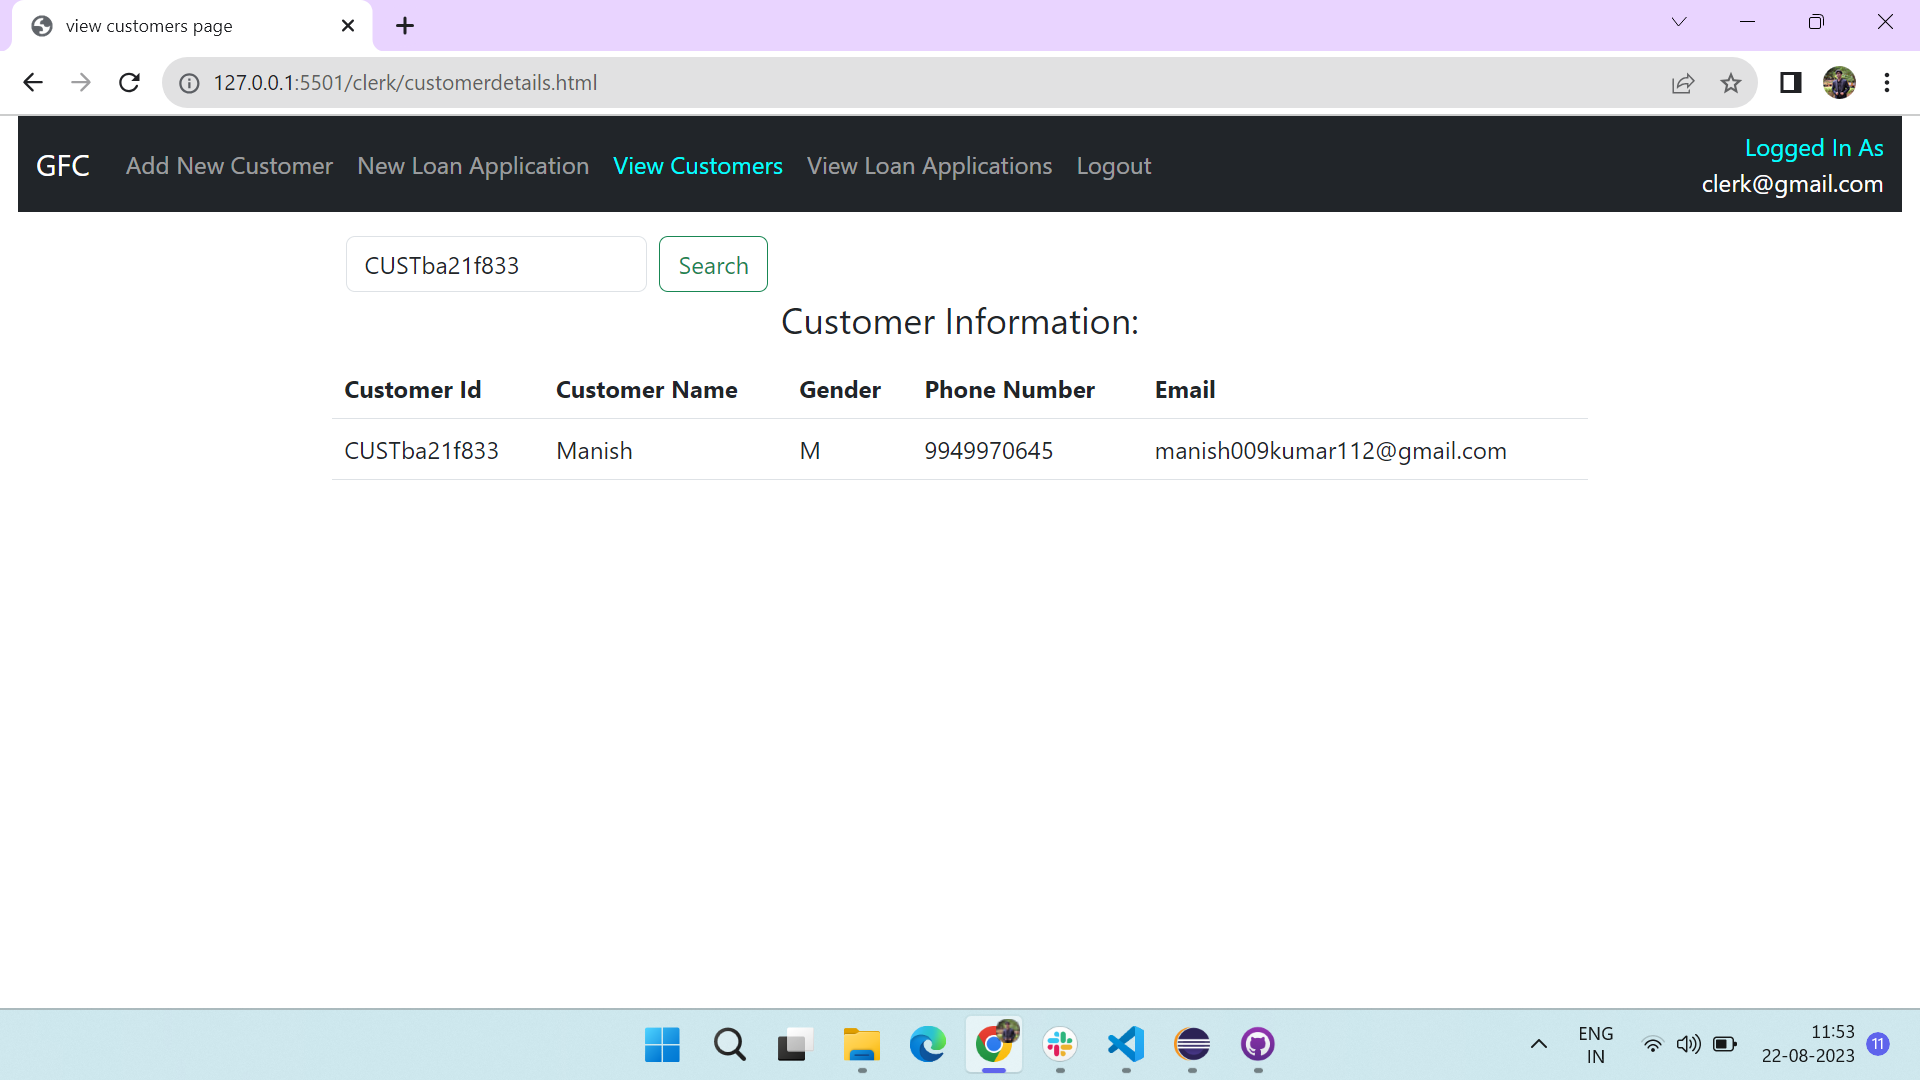 view customers page
127.0.0.1:5501/clerk/customerdetails.html
GFC Add New Customer New Loan Application View Customers View Loan Applications Logout
Logged In As
clerk@gmail.com
CUSTba21f833 Search
Customer Information:
Customer Id Customer Name Gender Phone Number Email
CUSTba21f833 Manish M 9949970645 manish009kumar112@gmail.com
ENG
IN
11:53
22-08-2023
11